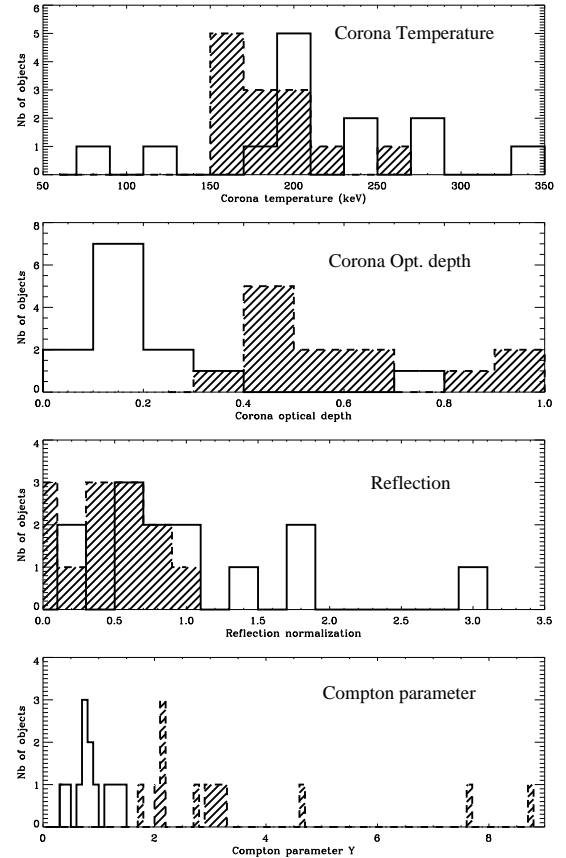 Corona Temperature
Nb of objects
6
5
4
3
2
1
0
50 100 150 200 250 300 350
Corona temperature (keV)
Corona Opt. depth
Nb of objects
8
6
4
2
0
0.0 0.2 0.4 0.6 0.8 1.0
Corona optical depth
Reflection
Nb of objects
4
3
2
1
0
0.0 0.5 1.0 1.5 2.0 2.5 3.0 3.5
Reflection normalization
Compton parameter
Nb of objects
4
3
2
1
0
0 2 4 6 8
Compton parameter Y